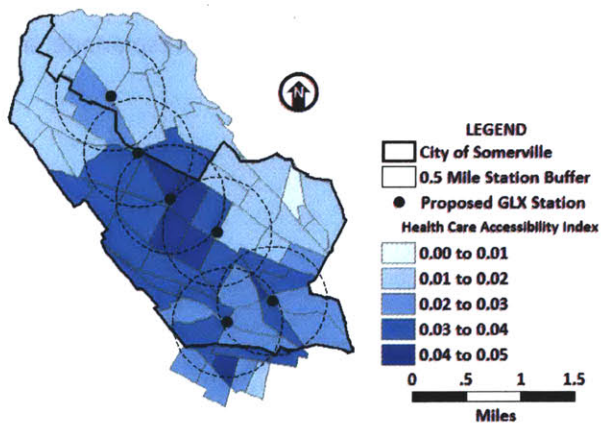 N
LEGEND
City of Somerville
0.5 Mile Station Buffer
Proposed GLX Station
Health Care Accessibility Index
0.00 to 0.01
0.01 to 0.02
0.02 to 0.03
0.03 to 0.04
0.04 to 0.05
0 .5 1 1.5
Miles